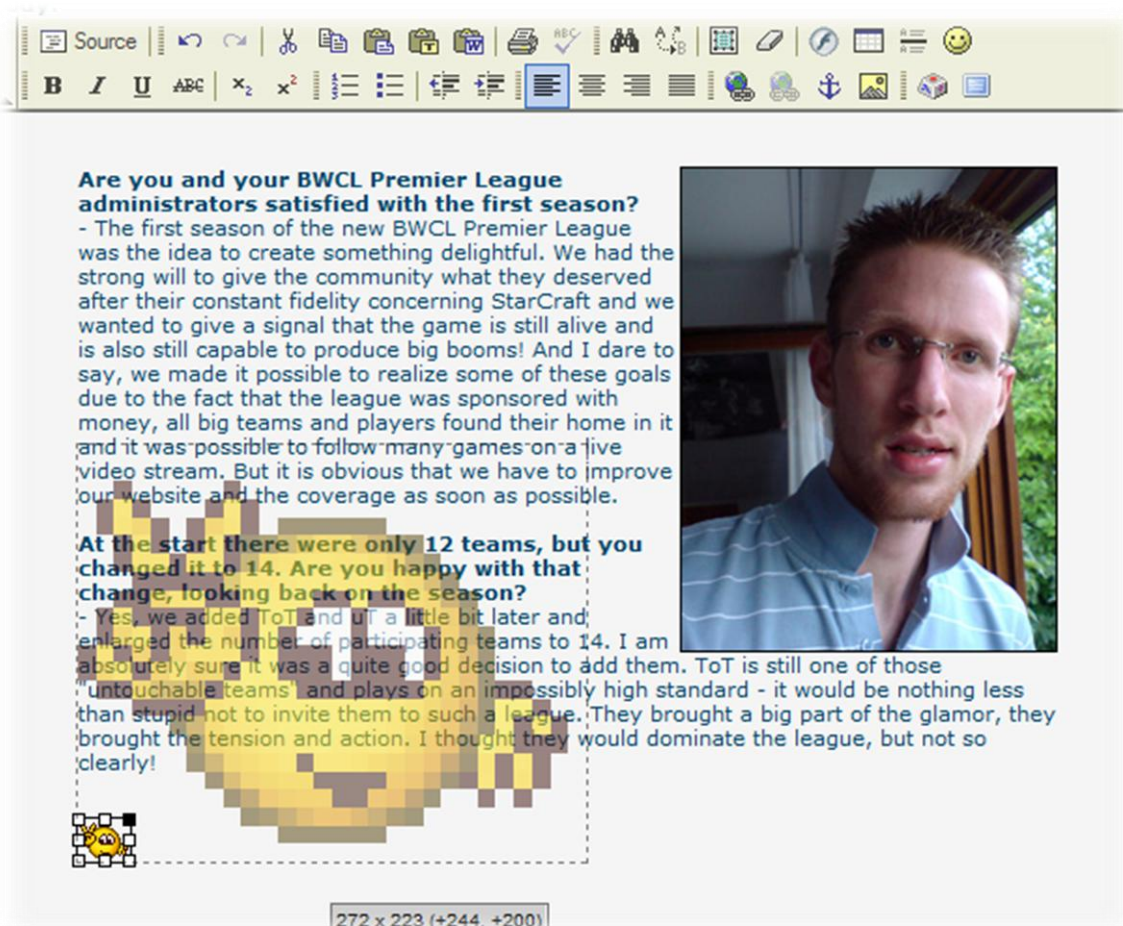 Source
ABC
B I U ABC x₂ x²
Are you and your BWCL Premier League
administrators satisfied with the first season?
- The first season of the new BWCL Premier League
was the idea to create something delightful. We had the
strong will to give the community what they deserved
after their constant fidelity concerning StarCraft and we
wanted to give a signal that the game is still alive and
is also still capable to produce big booms! And I dare to
say, we made it possible to realize some of these goals
due to the fact that the league was sponsored with
money, all big teams and players found their home in it
and it was possible to follow many games on a live
video stream. But it is obvious that we have to improve
our website and the coverage as soon as possible.
At the start there were only 12 teams, but you
changed it to 14. Are you happy with that
change, looking back on the season?
- Yes, we added ToT and uT a little bit later and
enlarged the number of participating teams to 14. I am
absolutely sure it was a quite good decision to add them. ToT is still one of those
"untouchable teams" and plays on an impossibly high standard - it would be nothing less
than stupid not to invite them to such a league. They brought a big part of the glamor, they
brought the tension and action. I thought they would dominate the league, but not so
clearly!
272 x 223 (+244, +200)